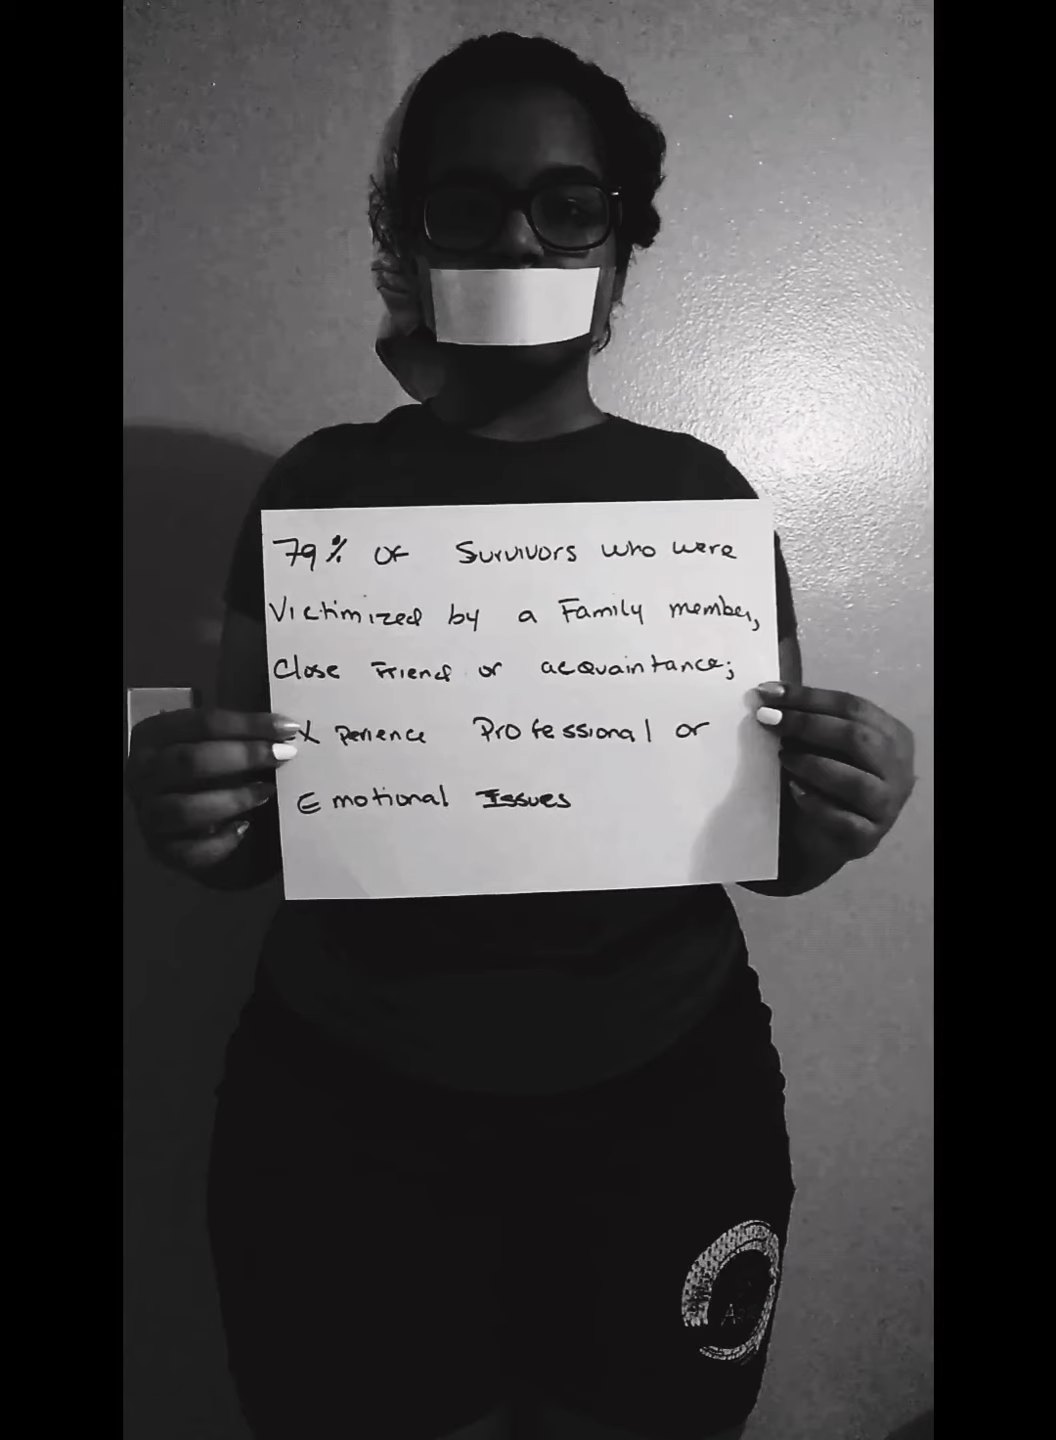 79% of Survivors who were
Victimized by a Family member,
Close Friend or acquaintance;
Experience Professional or
Emotional Issues